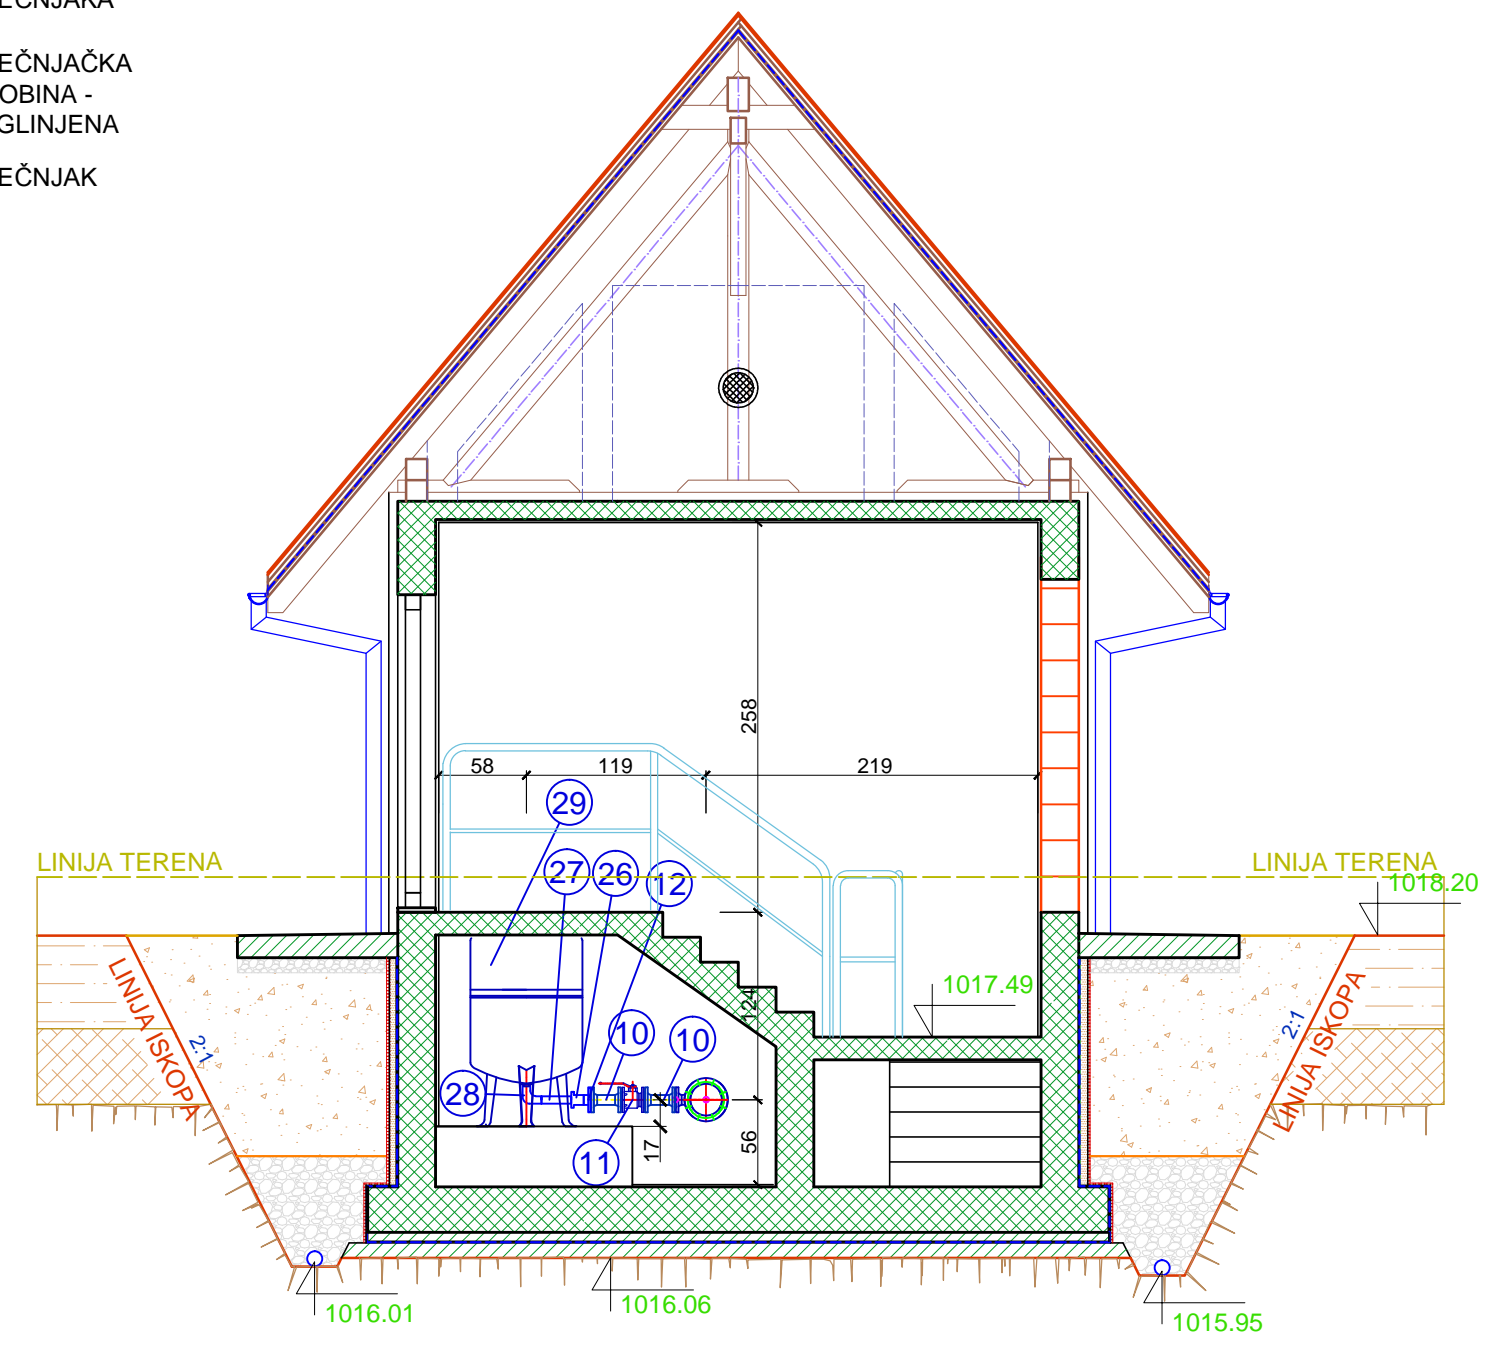 EČNJAKA
EČNJAČKA
OBINA -
GLINJENA
EČNJAK
258
58
119
219
29
LINIJA TERENA
LINIJA TERENA
27
26
12
1018.20
LINIJA ISKOPA
2:1
1017.49
124
2:1
LINIJA ISKOPA
10
10
28
11
17
56
1016.01
1016.06
1015.95